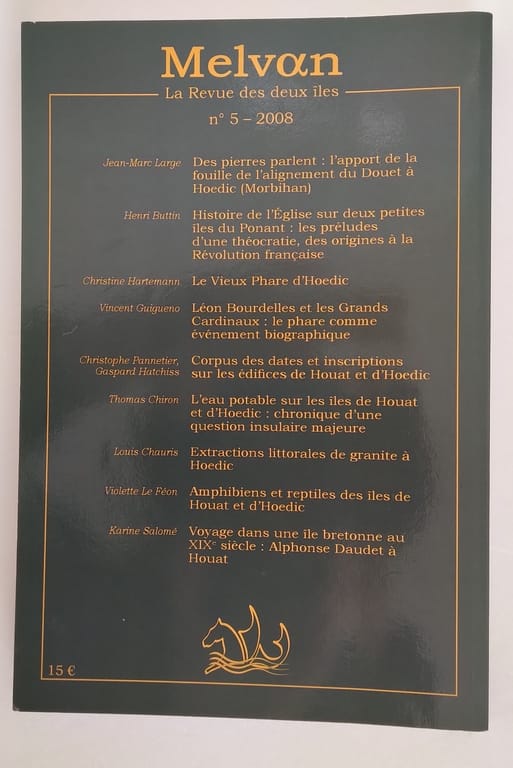 Melvan
La Revue des deux îles
n° 5 – 2008
Jean-Marc Large Des pierres parlent : l'apport de la
fouille de l'alignement du Douet à
Hoedic (Morbihan)
Henri Buttin Histoire de l'Église sur deux petites
îles du Ponant : les préludes
d'une théocratie, des origines à la
Révolution française
Christine Hartemann Le Vieux Phare d'Hoedic
Vincent Guigueno Léon Bourdelles et les Grands
Cardinaux : le phare comme
événement biographique
Christophe Pannetier, Corpus des dates et inscriptions
Gaspard Hatchiss sur les édifices de Houat et d'Hoedic
Thomas Chiron L'eau potable sur les îles de Houat
et d'Hoedic : chronique d'une
question insulaire majeure
Louis Chauris Extractions littorales de granite à
Hoedic
Violette Le Féon Amphibiens et reptiles des îles de
Houat et d'Hoedic
Karine Salomé Voyage dans une île bretonne au
XIXe siècle : Alphonse Daudet à
Houat
15 €